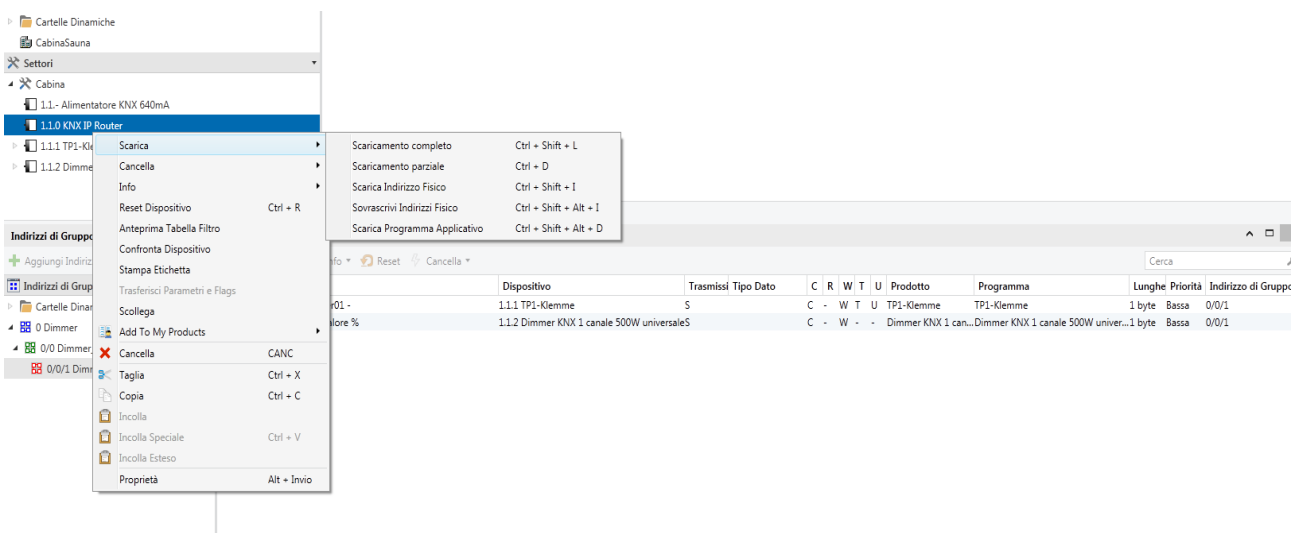 Cartelle Dinamiche
CabinaSauna
Settori
Cabina
1.1.- Alimentatore KNX 640mA
1.1.0 KNX IP Router
1.1.1 TP1-Kle
1.1.2 Dimme
Scarica
Cancella
Info
Reset Dispositivo Ctrl + R
Anteprima Tabella Filtro
Confronta Dispositivo
Stampa Etichetta
Trasferisci Parametri e Flags
Scollega
Add To My Products
Cancella CANC
Taglia Ctrl + X
Copia Ctrl + C
Incolla
Incolla Speciale Ctrl + V
Incolla Esteso
Proprietà Alt + Invio
Scaricamento completo Ctrl + Shift + L
Scaricamento parziale Ctrl + D
Scarica Indirizzo Fisico Ctrl + Shift + I
Sovrascrivi Indirizzi Fisico Ctrl + Shift + Alt + I
Scarica Programma Applicativo Ctrl + Shift + Alt + D
Indirizzi di Gruppo
Aggiungi Indiriz
nfo Reset Cancella Cerca
Indirizzi di Grup
Cartelle Dinar
0 Dimmer
0/0 Dimmer_
0/0/1 Dimr
Dispositivo Trasmissi Tipo Dato C R W T U Prodotto Programma Lunghe Priorità Indirizzo di Gruppo
r01 - 1.1.1 TP1-Klemme S C - W T U TP1-Klemme TP1-Klemme 1 byte Bassa 0/0/1
alore % 1.1.2 Dimmer KNX 1 canale 500W universale S C - W - - Dimmer KNX 1 can... Dimmer KNX 1 canale 500W univer... 1 byte Bassa 0/0/1